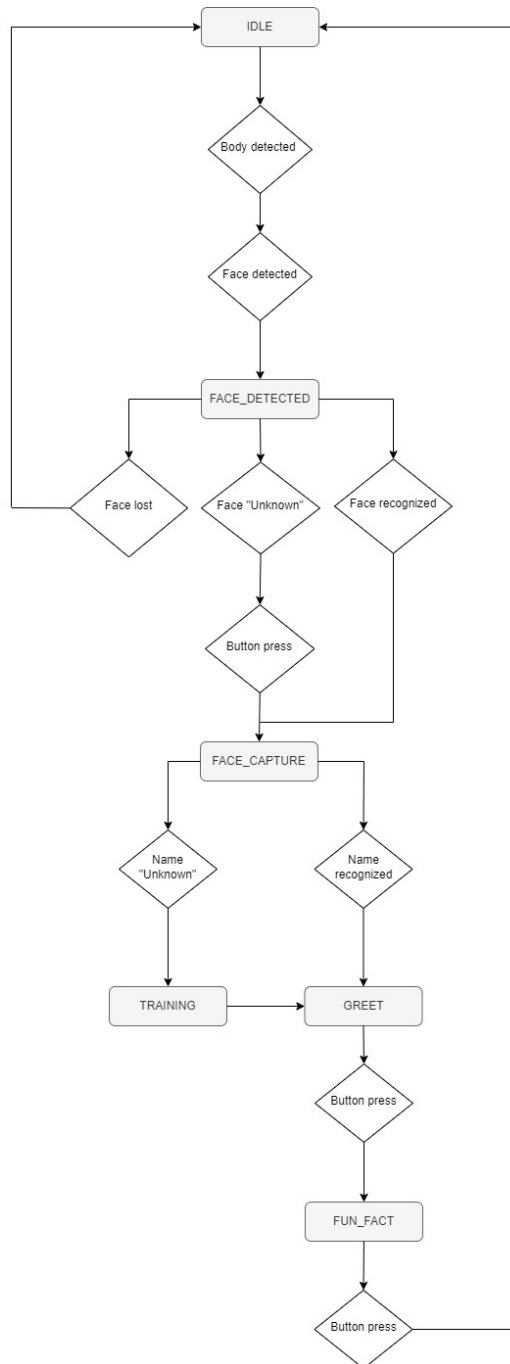 IDLE
Body detected
Face detected
FACE_DETECTED
Face lost
Face "Unknown"
Face recognized
Button press
FACE_CAPTURE
Name
"Unknown"
Name
recognized
TRAINING
GREET
Button press
FUN_FACT
Button press